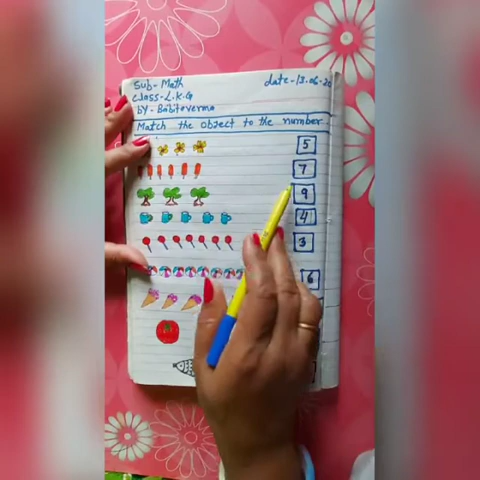 Sub- Math
date-13.06.20
Class-L.K.G
by- Babitaverma
Match the object to the number
5
7
9
4
3
6